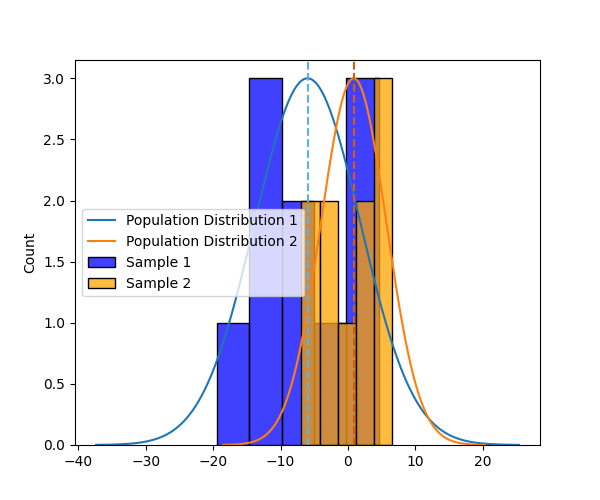 3.0
2.5
2.0
1.5
1.0
0.5
0.0
Count
Population Distribution 1
Population Distribution 2
Sample 1
Sample 2
−40 −30 −20 −10 0 10 20